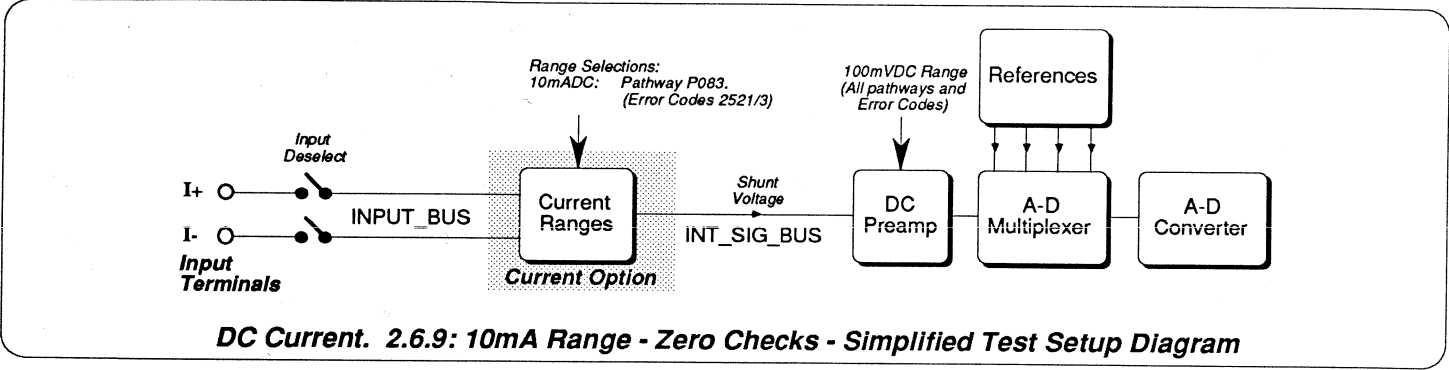 Range Selections:
10mADC: Pathway P083.
(Error Codes 2521/3)
100mVDC Range
(All pathways and
Error Codes)
References
Input
Deselect
I+
I-
Input
Terminals
INPUT_BUS
Current
Ranges
Current Option
Shunt
Voltage
INT_SIG_BUS
DC
Preamp
A-D
Multiplexer
A-D
Converter
DC Current. 2.6.9: 10mA Range - Zero Checks - Simplified Test Setup Diagram